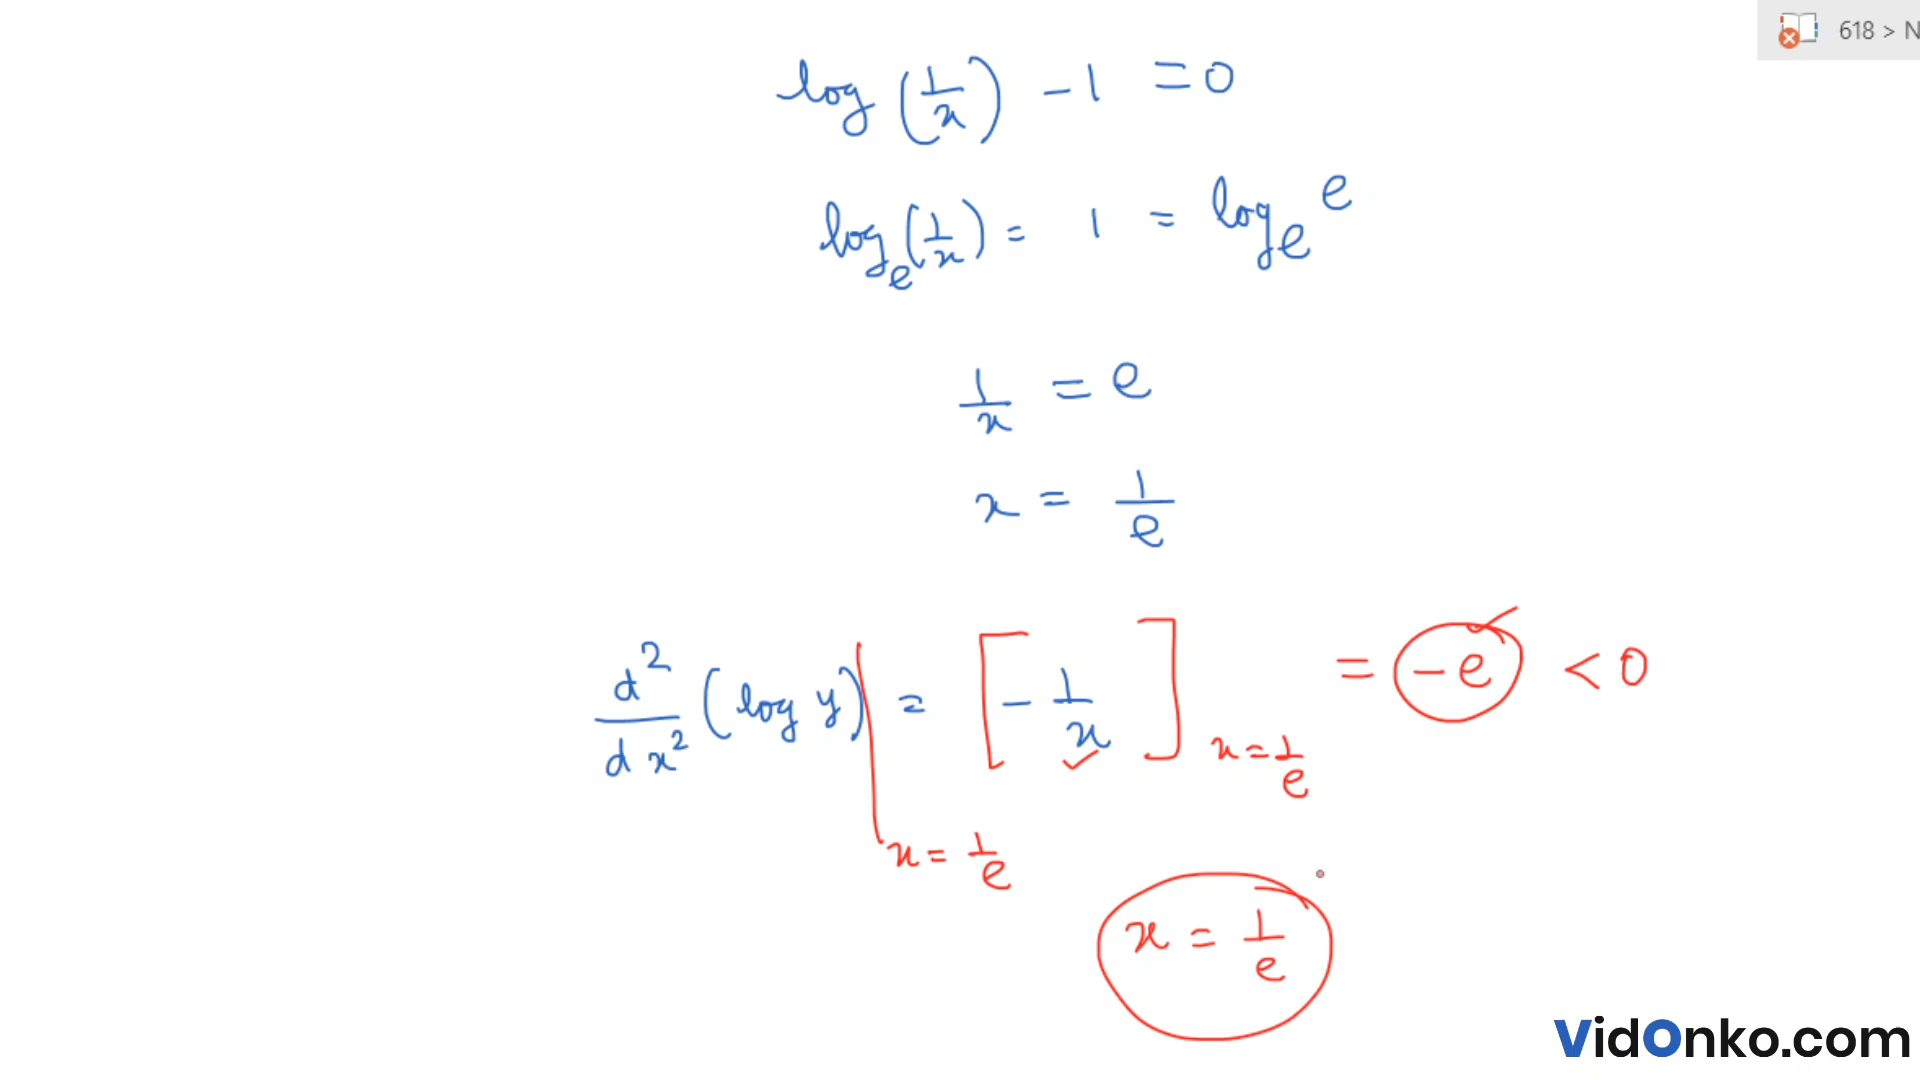 618 > N
log (1/x) - 1 = 0
log_e (1/x) = 1 = log_e e
1/x = e
x = 1/e
d²/dx² (log y) |_{x = 1/e} = [ - 1/x ]_{x = 1/e} = -e < 0
x = 1/e
VidOnko.com